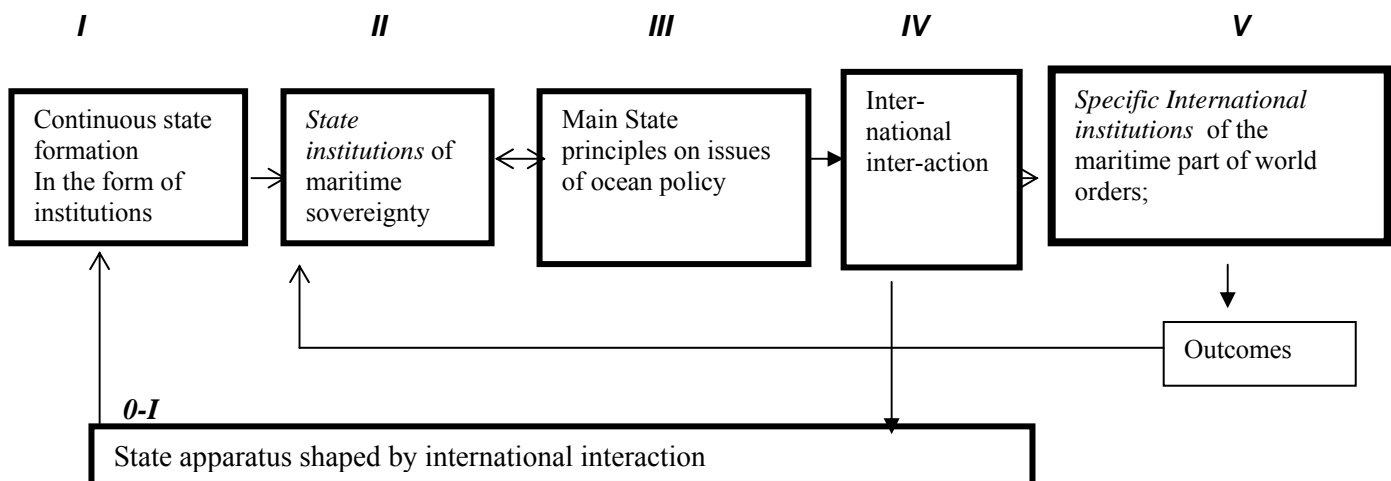 I II III IV V
Continuous state
formation
In the form of
institutions
State
institutions of
maritime
sovereignty
Main State
principles on issues
of ocean policy
Inter-
national
inter-action
Specific International
institutions of the
maritime part of world
orders;
Outcomes
0-I
State apparatus shaped by international interaction